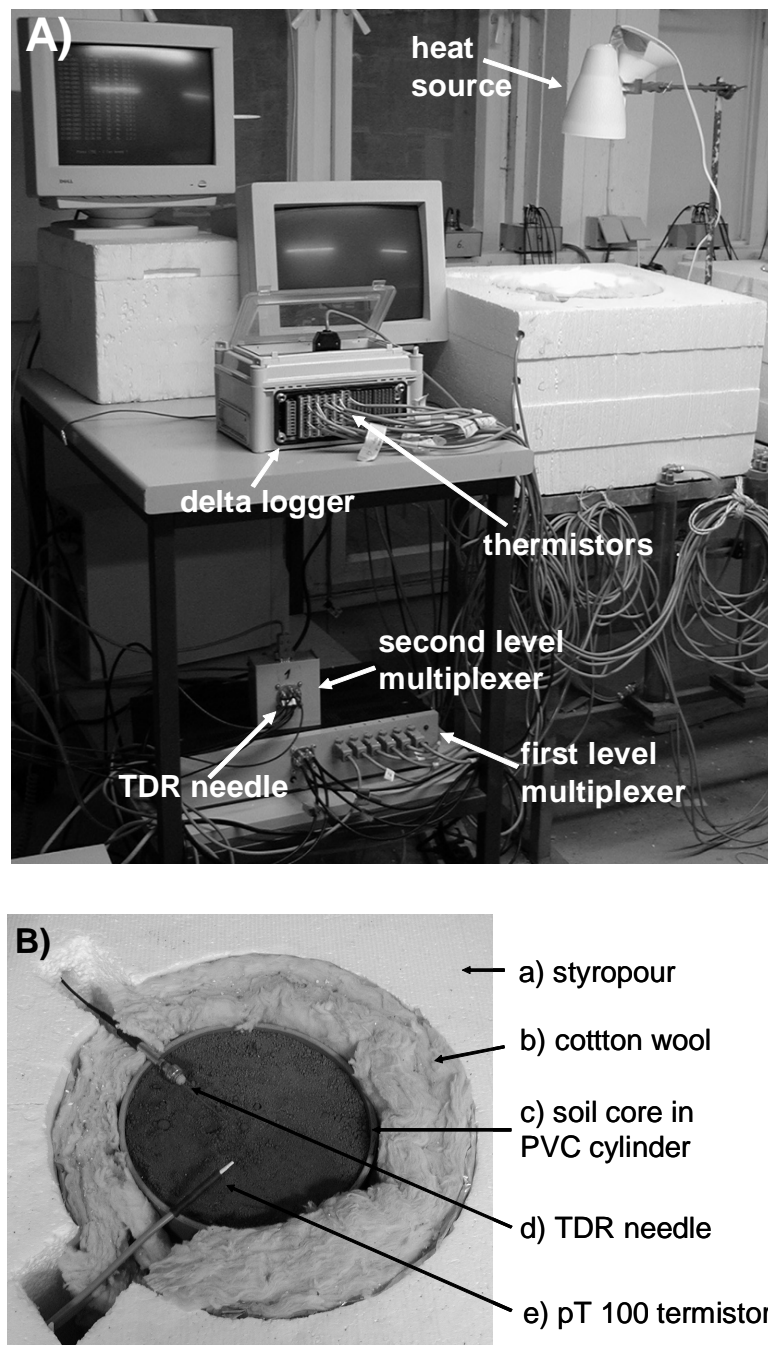 A)
heat
source
DELL
delta logger
thermistors
second level
multiplexer
TDR needle
first level
multiplexer
B)
a) styropour
b) cottton wool
c) soil core in
PVC cylinder
d) TDR needle
e) pT 100 termistor